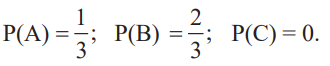 P(A) = 1/3; P(B) = 2/3; P(C) = 0.